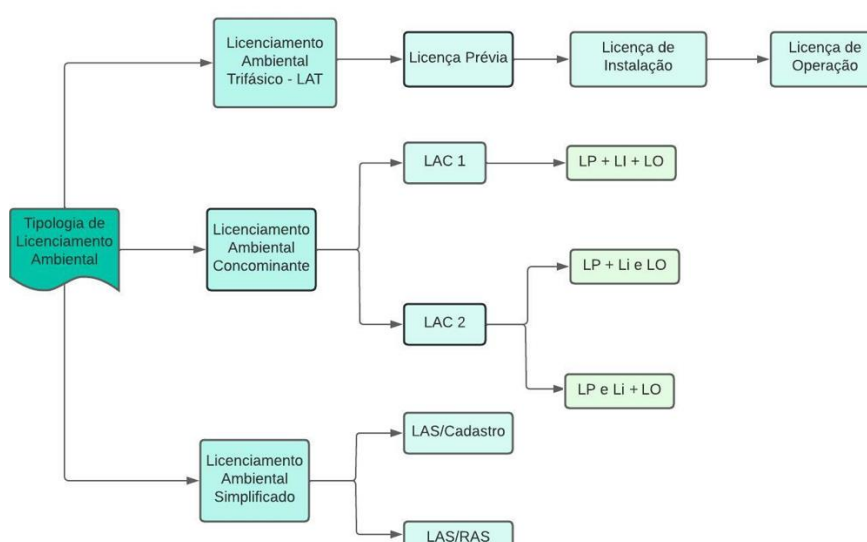 Licenciamento
Ambiental
Trifásico - LAT
Licença Prévia
Licença de
Instalação
Licença de
Operação
LAC 1
LP + LI + LO
Tipologia de
Licenciamento
Ambiental
Licenciamento
Ambiental
Concominante
LP + Li e LO
LAC 2
LP e Li + LO
LAS/Cadastro
Licenciamento
Ambiental
Simplificado
LAS/RAS